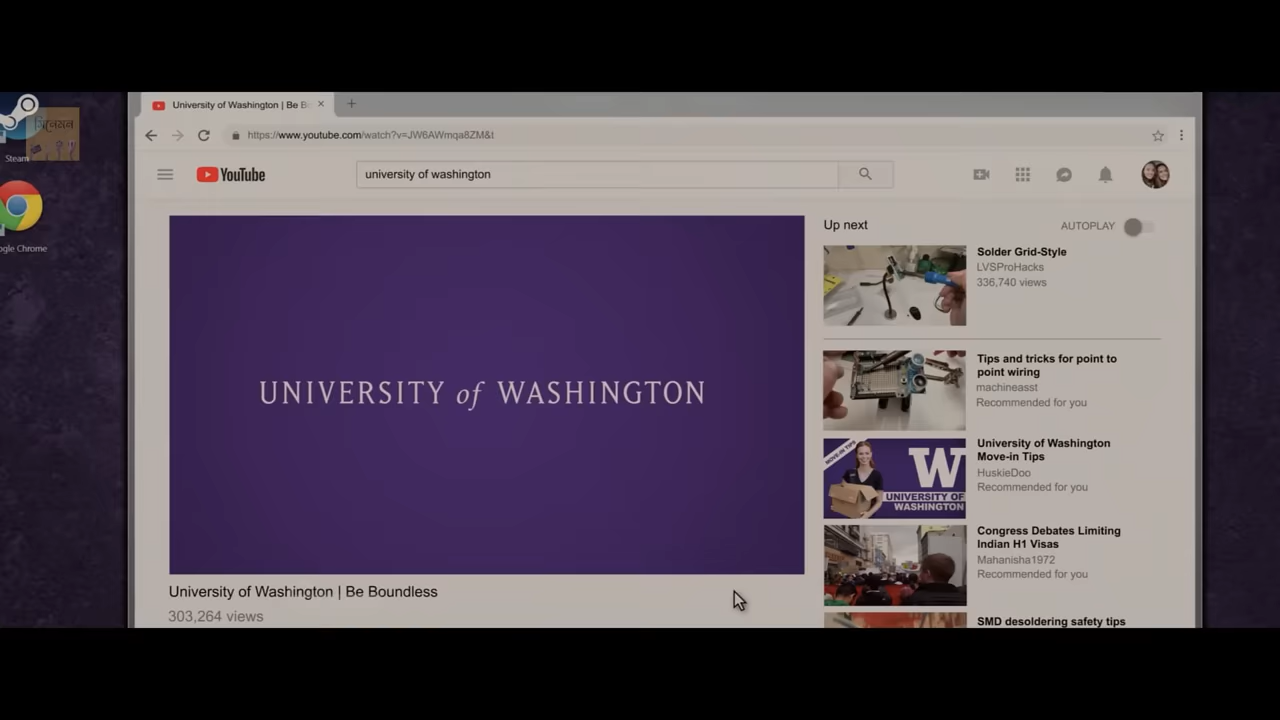 University of Washington | Be B
https://www.youtube.com/watch?v=JW6AWmqa8ZM&t
YouTube
university of washington
সিনেমন
Steam
ogle Chrome
UNIVERSITY of WASHINGTON
University of Washington | Be Boundless
303,264 views
Up next
AUTOPLAY
Solder Grid-Style
LVSProHacks
336,740 views
Tips and tricks for point to
point wiring
machineasst
Recommended for you
MOVE-IN TIPS
W
UNIVERSITY OF
WASHINGTON
University of Washington
Move-in Tips
HuskieDoo
Recommended for you
Congress Debates Limiting
Indian H1 Visas
Mahanisha1972
Recommended for you
SMD desoldering safety tips